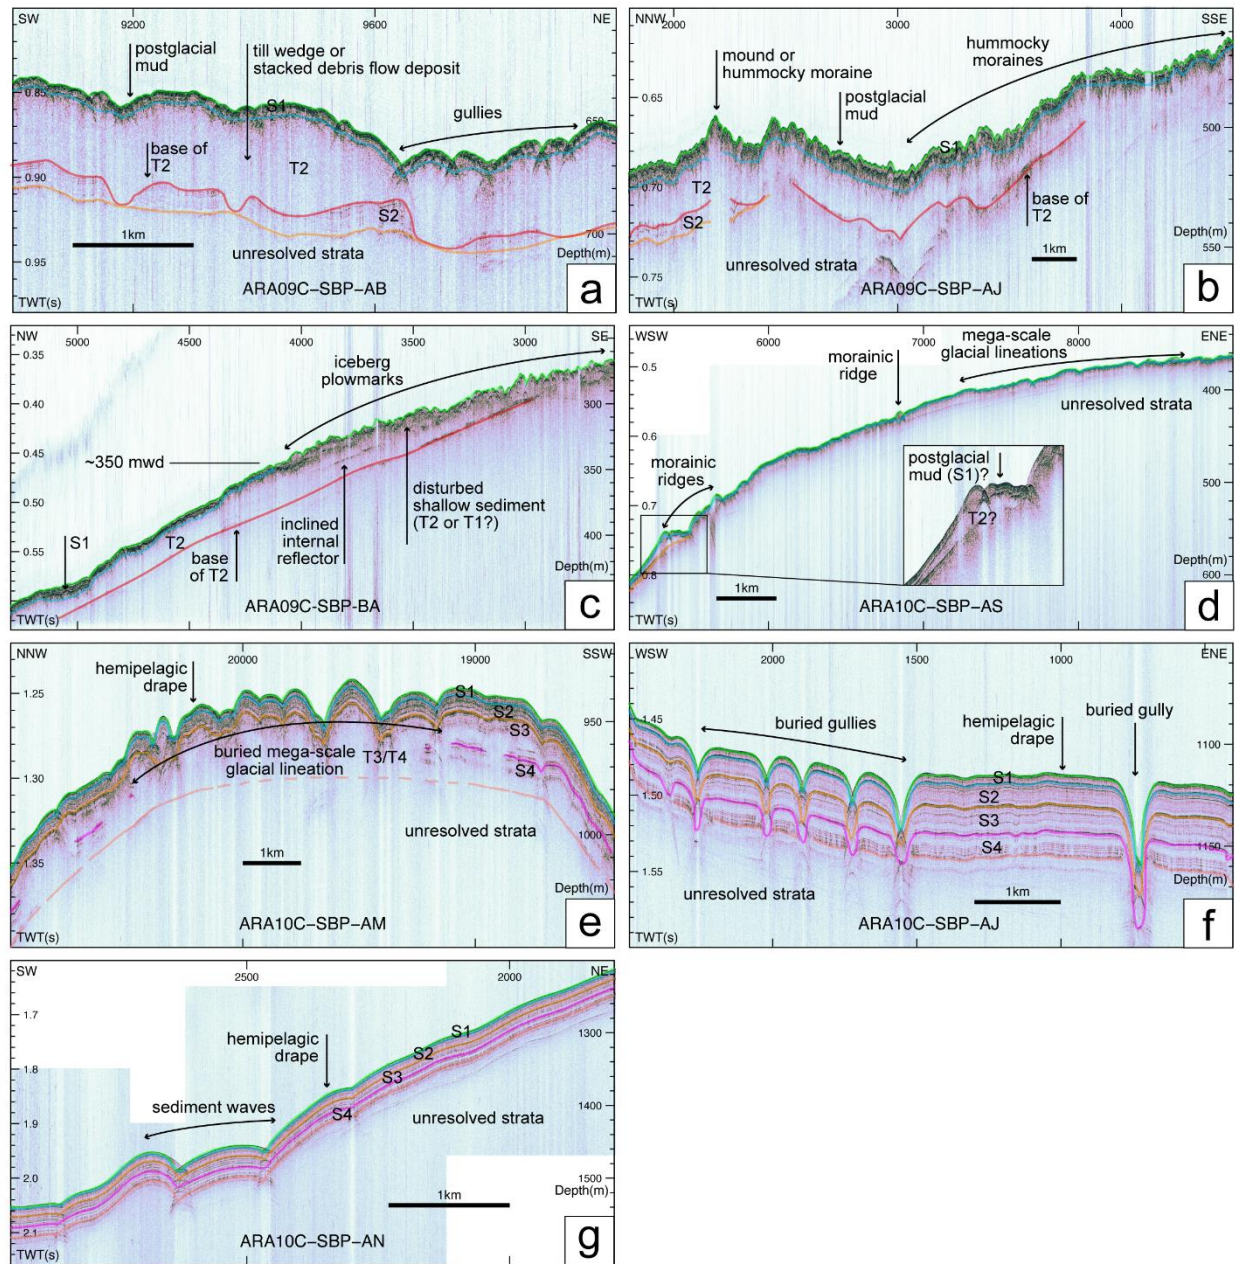 SW
9200
9600
NE
postglacial
mud
till wedge or
stacked debris flow deposit
0.85
S1
gullies
650
base of
T2
T2
0.90
S2
1km
700
unresolved strata
Depth(m)
0.95
TWT(s)
ARA09C–SBP–AB
a
NNW
2000
3000
4000
SSE
mound or
hummocky moraine
hummocky
moraines
0.65
postglacial
mud
500
S1
0.70
T2
base of
T2
S2
550
1km
unresolved strata
Depth(m)
0.75
TWT(s)
ARA09C–SBP–AJ
b
NW
5000
4500
4000
3500
3000
SE
0.35
iceberg
plowmarks
0.40
300
0.45
~350 mwd
350
0.50
disturbed
shallow sediment
(T2 or T1?)
S1
T2
inclined
internal
reflector
400
0.55
base
of T2
Depth(m)
1km
TWT(s)
ARA09C-SBP-BA
c
WSW
6000
7000
8000
ENE
mega-scale
glacial lineations
0.5
morainic
ridge
400
unresolved strata
0.6
morainic
ridges
postglacial
mud (S1)?
500
0.7
T2?
Depth(m)
0.8
600
1km
TWT(s)
ARA10C–SBP–AS
d
NNW
20000
19000
SSW
hemipelagic
drape
1.25
S1
S2
950
S3
buried mega-scale
glacial lineation
T3/T4
S4
1.30
unresolved strata
1000
1km
1.35
Depth(m)
TWT(s)
ARA10C–SBP–AM
e
WSW
2000
1500
1000
ENE
1.45
buried gullies
hemipelagic
drape
buried gully
1100
S1
1.50
S2
S3
S4
1150
1.55
unresolved strata
Depth(m)
1km
TWT(s)
ARA10C–SBP–AJ
f
SW
2500
2000
NE
1.7
hemipelagic
drape
S1
1300
S2
1.8
S3
sediment waves
S4
1400
unresolved strata
1.9
2.0
1km
Depth(m)
1500
2.1
ARA10C–SBP–AN
TWT(s)
g